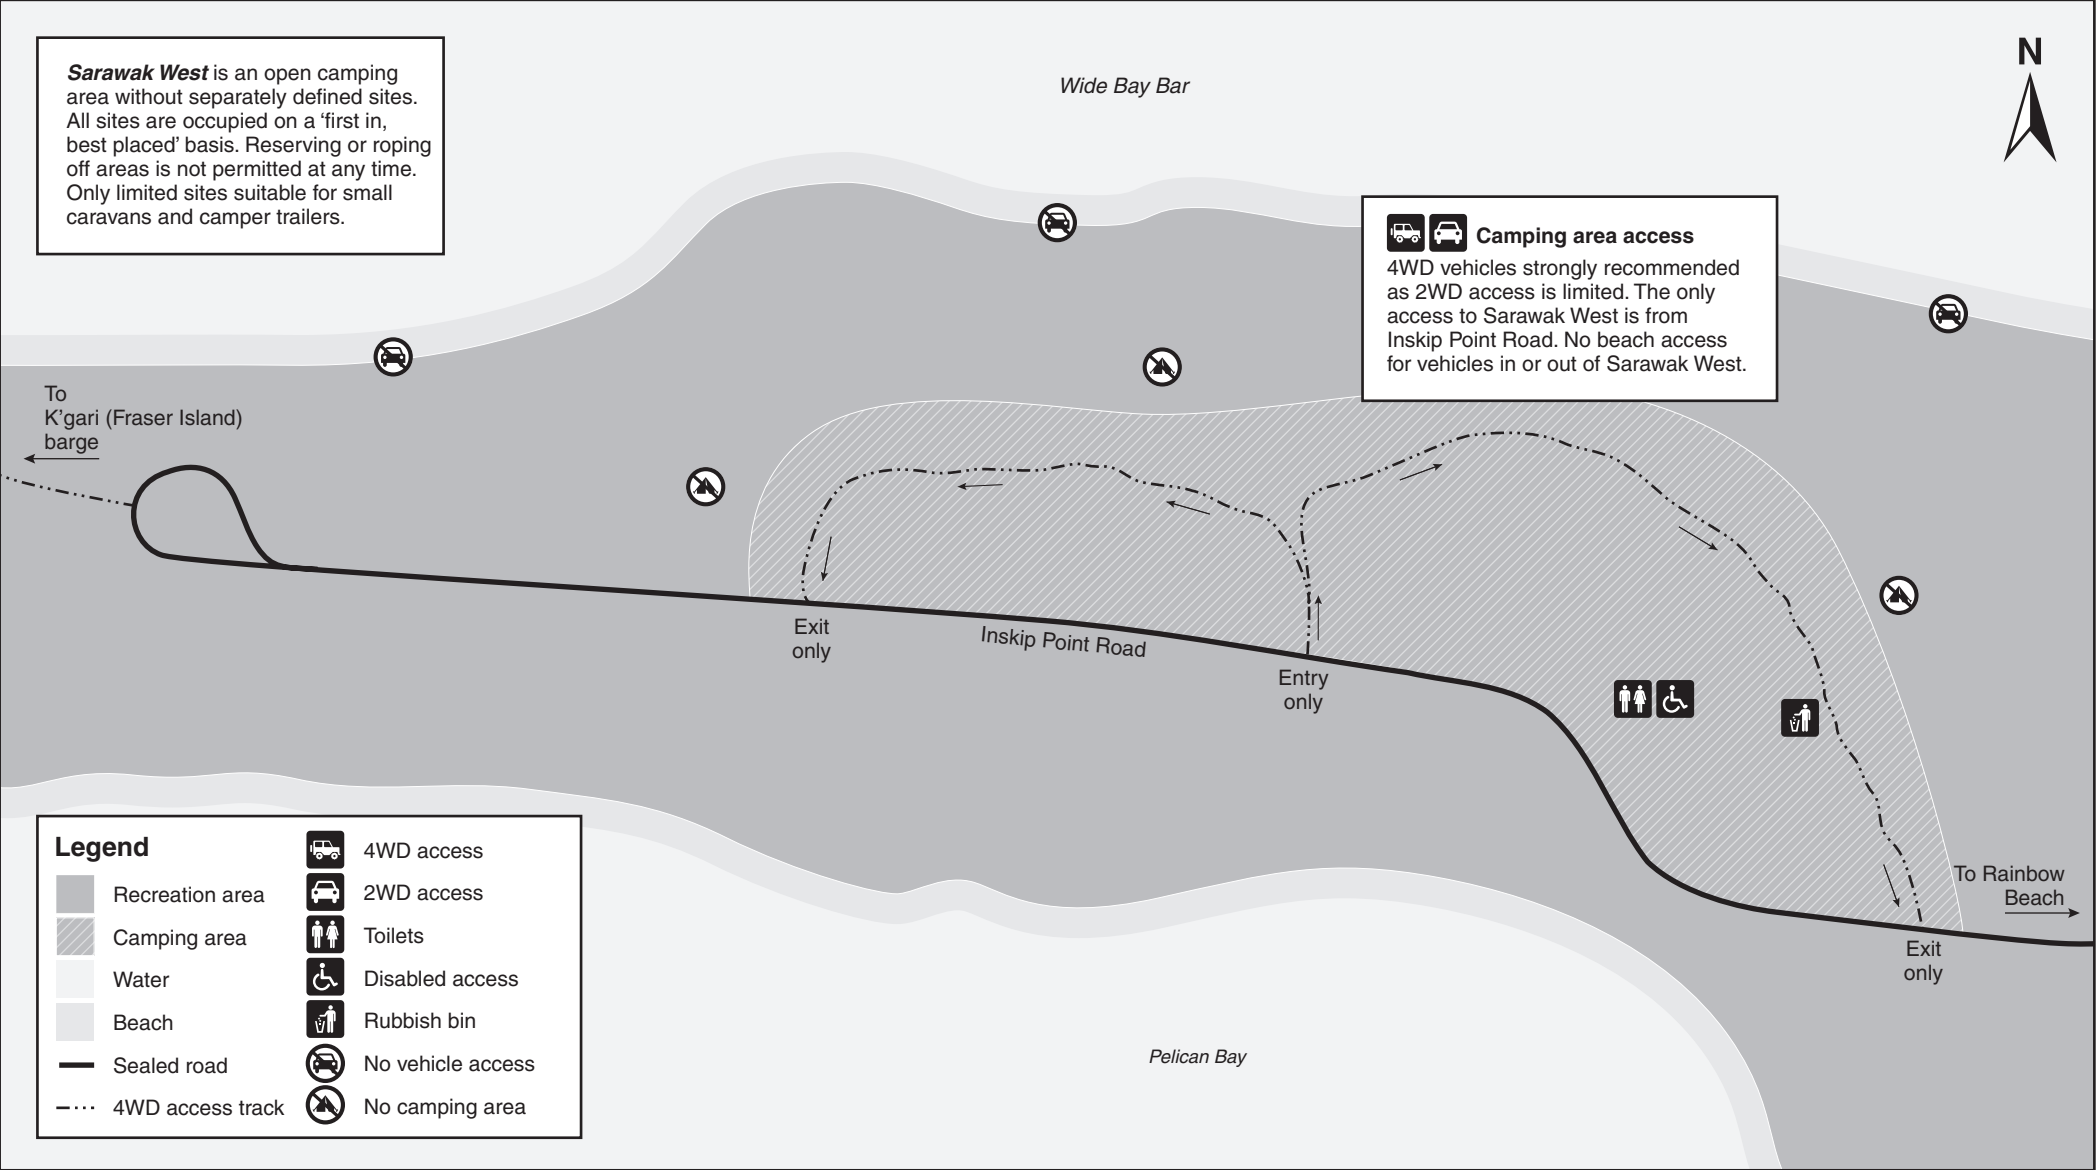 Sarawak West is an open camping
area without separately defined sites.
All sites are occupied on a ‘first in,
best placed’ basis. Reserving or roping
off areas is not permitted at any time.
Only limited sites suitable for small
caravans and camper trailers.
Wide Bay Bar
N
Camping area access
4WD vehicles strongly recommended
as 2WD access is limited. The only
access to Sarawak West is from
Inskip Point Road. No beach access
for vehicles in or out of Sarawak West.
To
K’gari (Fraser Island)
barge
Exit
only
Inskip Point Road
Entry
only
To Rainbow
Beach
Exit
only
Pelican Bay
Legend
Recreation area
Camping area
Water
Beach
Sealed road
4WD access track
4WD access
2WD access
Toilets
Disabled access
Rubbish bin
No vehicle access
No camping area